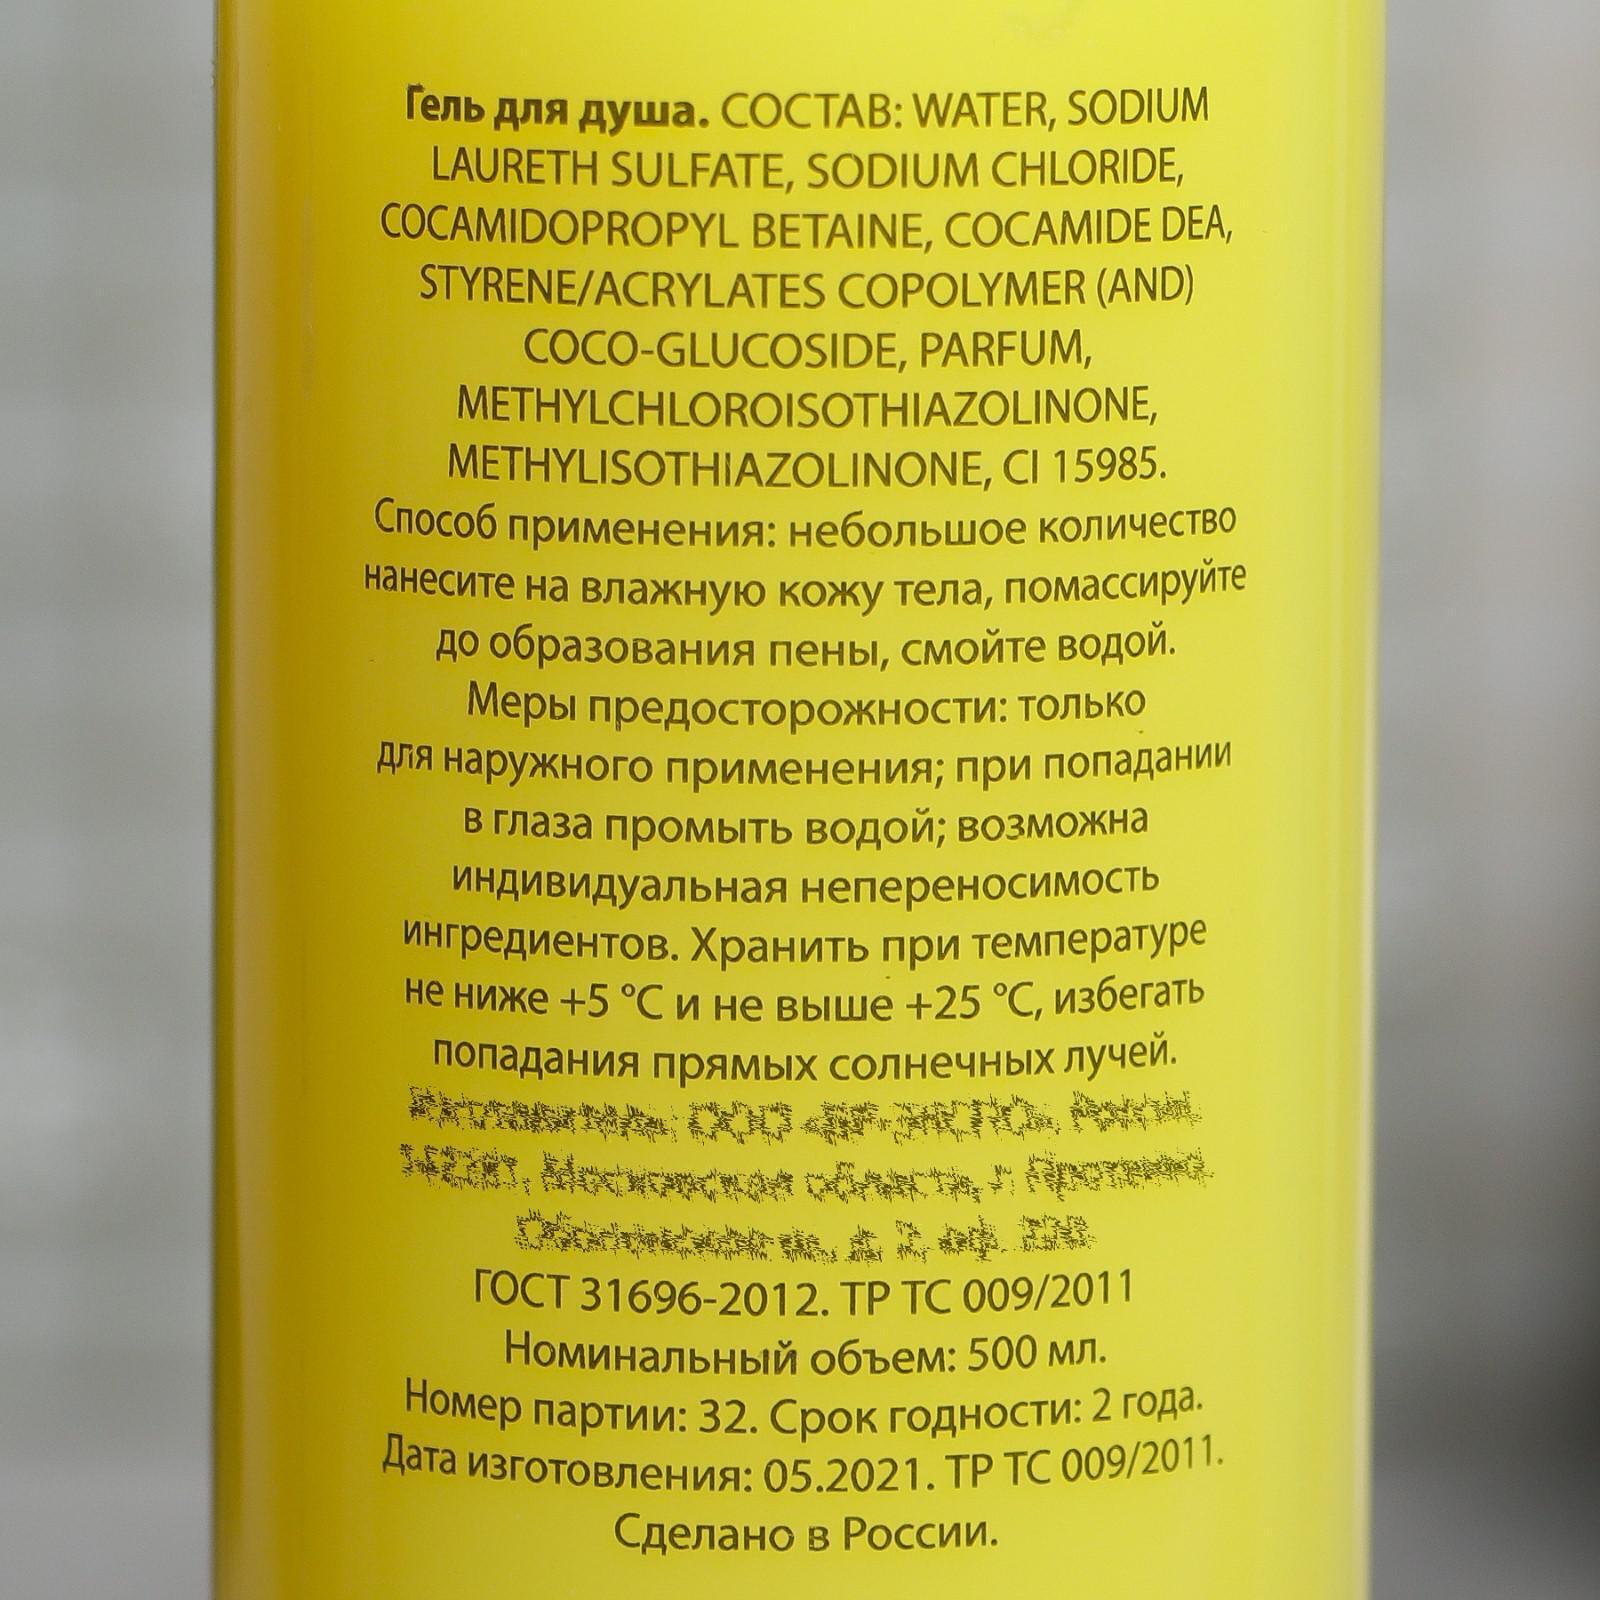 Гель для душа. СОСТАВ: WATER, SODIUM
LAURETH SULFATE, SODIUM CHLORIDE,
COCAMIDOPROPYL BETAINE, COCAMIDE DEA,
STYRENE/ACRYLATES COPOLYMER (AND)
COCO-GLUCOSIDE, PARFUM,
METHYLCHLOROISOTHIAZOLINONE,
METHYLISOTHIAZOLINONE, CI 15985.
Способ применения: небольшое количество
нанесите на влажную кожу тела, помассируйте
до образования пены, смойте водой.
Меры предосторожности: только
для наружного применения; при попадании
в глаза промыть водой; возможна
индивидуальная непереносимость
ингредиентов. Хранить при температуре
не ниже +5 °C и не выше +25 °C, избегать
попадания прямых солнечных лучей.
ГОСТ 31696-2012. ТР ТС 009/2011
Номинальный объем: 500 мл.
Номер партии: 32. Срок годности: 2 года.
Дата изготовления: 05.2021. ТР ТС 009/2011.
Сделано в России.